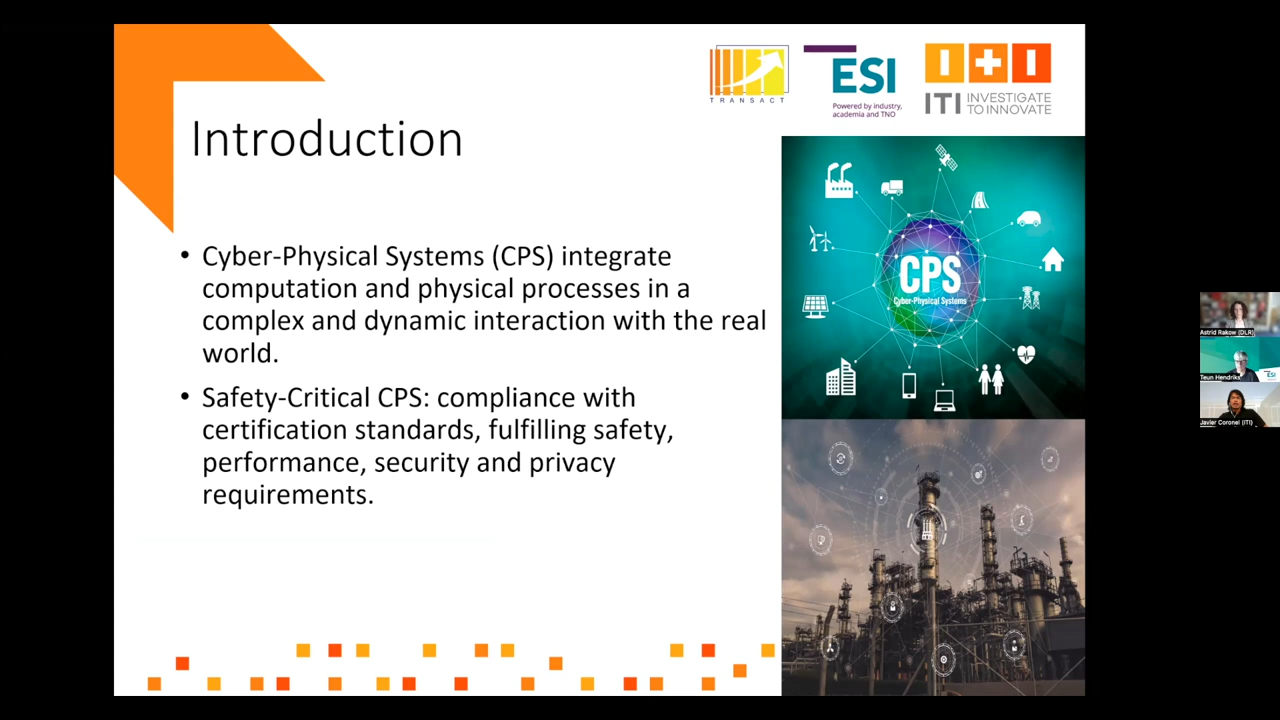 TRANSACT
ESI
Powered by industry,
academia and TNO
ITI INVESTIGATE
TO INNOVATE
Introduction
• Cyber-Physical Systems (CPS) integrate
computation and physical processes in a
complex and dynamic interaction with the real
world.
• Safety-Critical CPS: compliance with
certification standards, fulfilling safety,
performance, security and privacy
requirements.
CPS
Cyber-Physical Systems
Astrid Rakow (DLR)
Teun Hendriks
ESI
Javier Coronel (ITI)